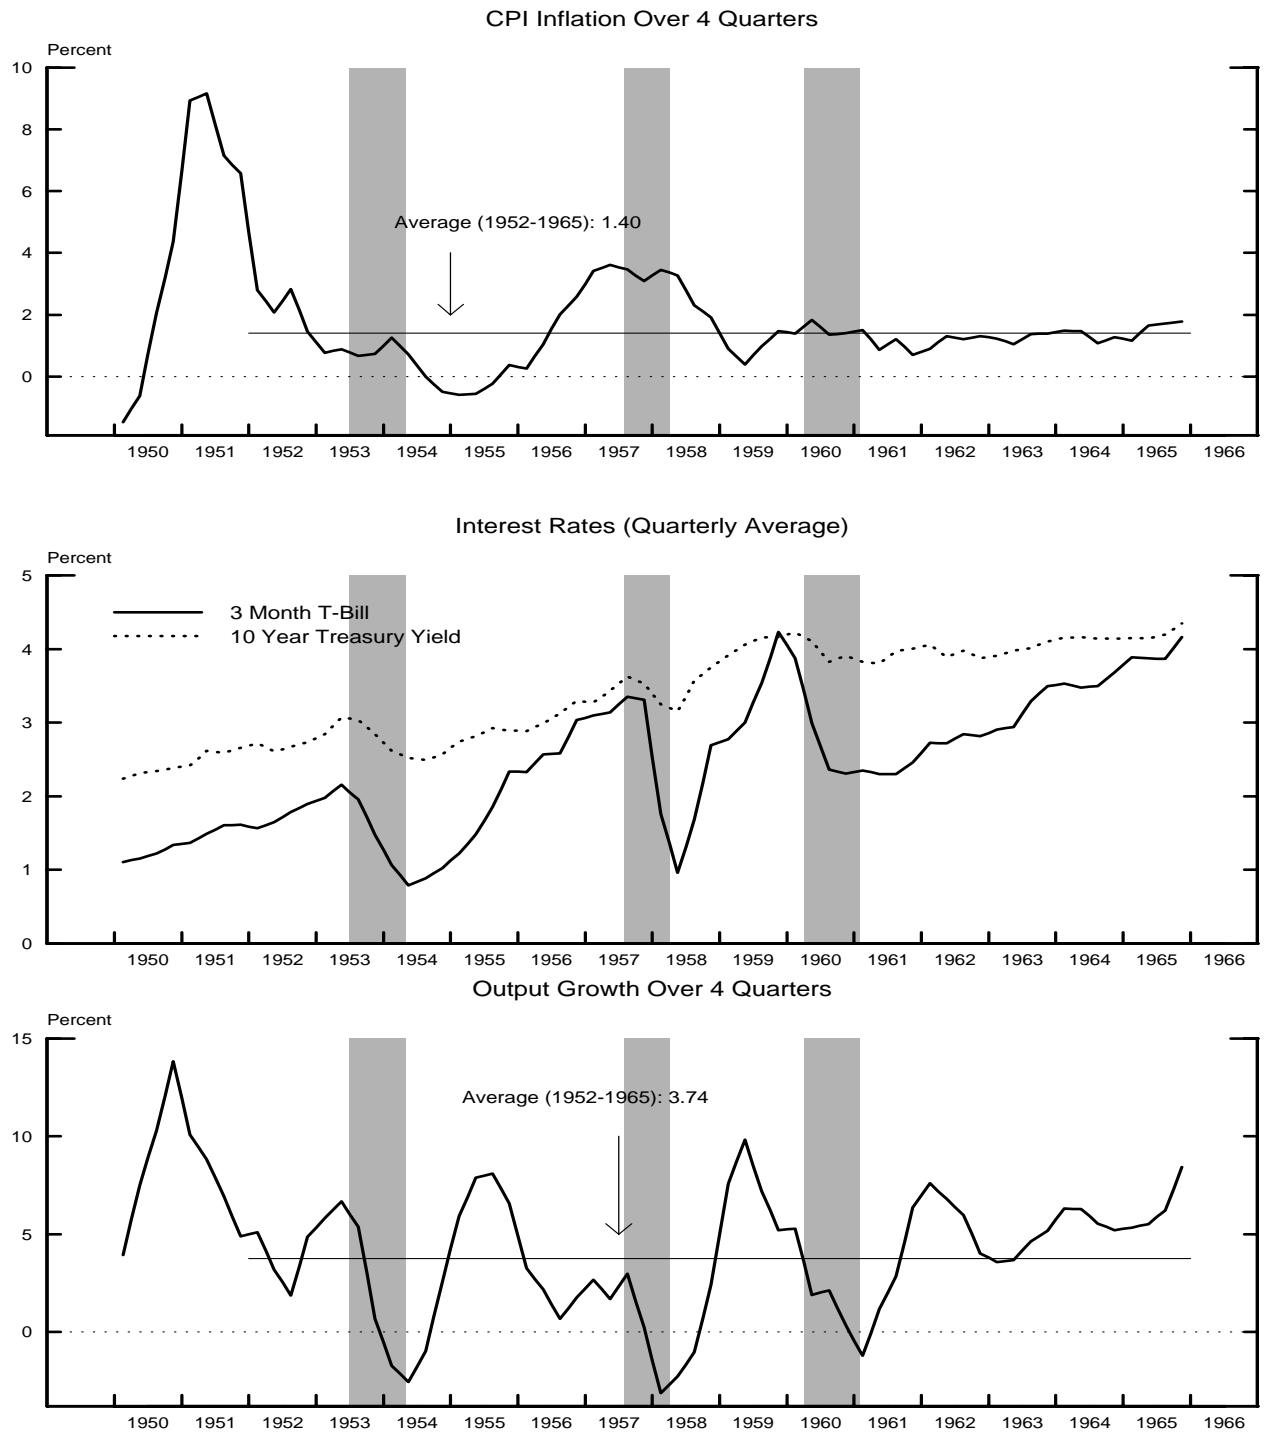 CPI Inflation Over 4 Quarters
Percent
10
8
6
Average (1952-1965): 1.40
4
2
0
1950 1951 1952 1953 1954 1955 1956 1957 1958 1959 1960 1961 1962 1963 1964 1965 1966
Interest Rates (Quarterly Average)
Percent
5
3 Month T-Bill
10 Year Treasury Yield
4
3
2
1
0
1950 1951 1952 1953 1954 1955 1956 1957 1958 1959 1960 1961 1962 1963 1964 1965 1966
Output Growth Over 4 Quarters
Percent
15
Average (1952-1965): 3.74
10
5
0
1950 1951 1952 1953 1954 1955 1956 1957 1958 1959 1960 1961 1962 1963 1964 1965 1966